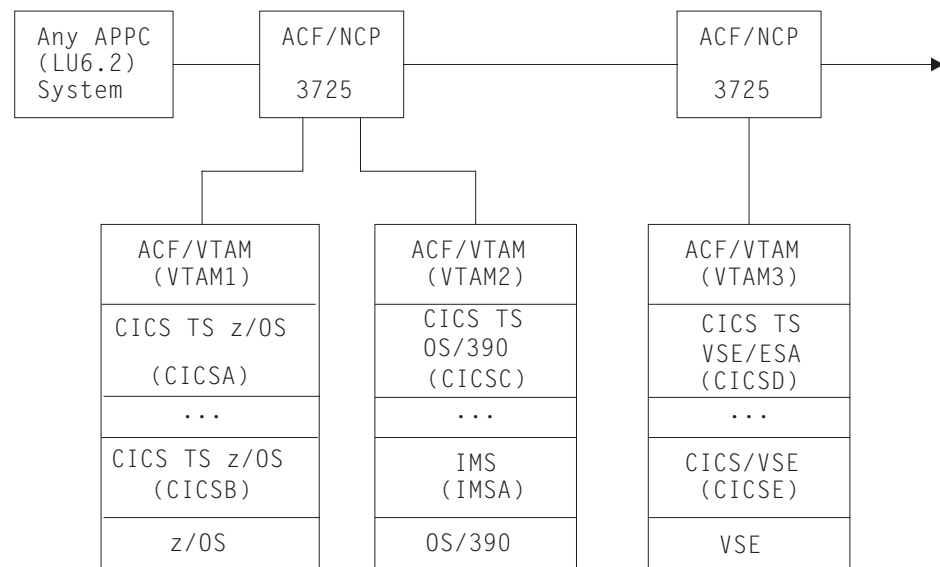 Any APPC
(LU6.2)
System
ACF/NCP
3725
ACF/NCP
3725
ACF/VTAM
(VTAM1)
CICS TS z/OS
(CICSA)
...
CICS TS z/OS
(CICSB)
z/OS
ACF/VTAM
(VTAM2)
CICS TS
OS/390
(CICSC)
...
IMS
(IMSA)
OS/390
ACF/VTAM
(VTAM3)
CICS TS
VSE/ESA
(CICSD)
...
CICS/VSE
(CICSE)
VSE